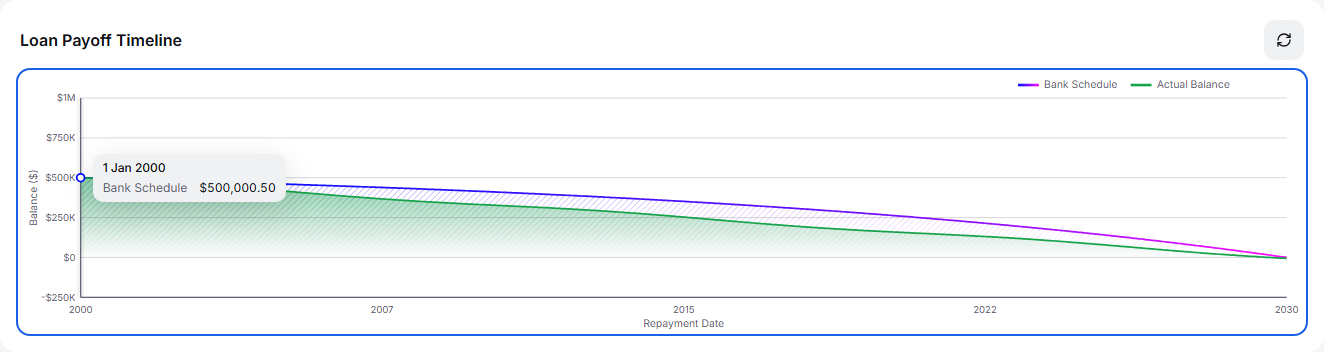 Loan Payoff Timeline
Bank Schedule
Actual Balance
$1M
$750K
1 Jan 2000
Bank Schedule $500,000.50
$500K
$250K
$0
-$250K
Balance ($)
2000 2007 2015 2022 2030
Repayment Date